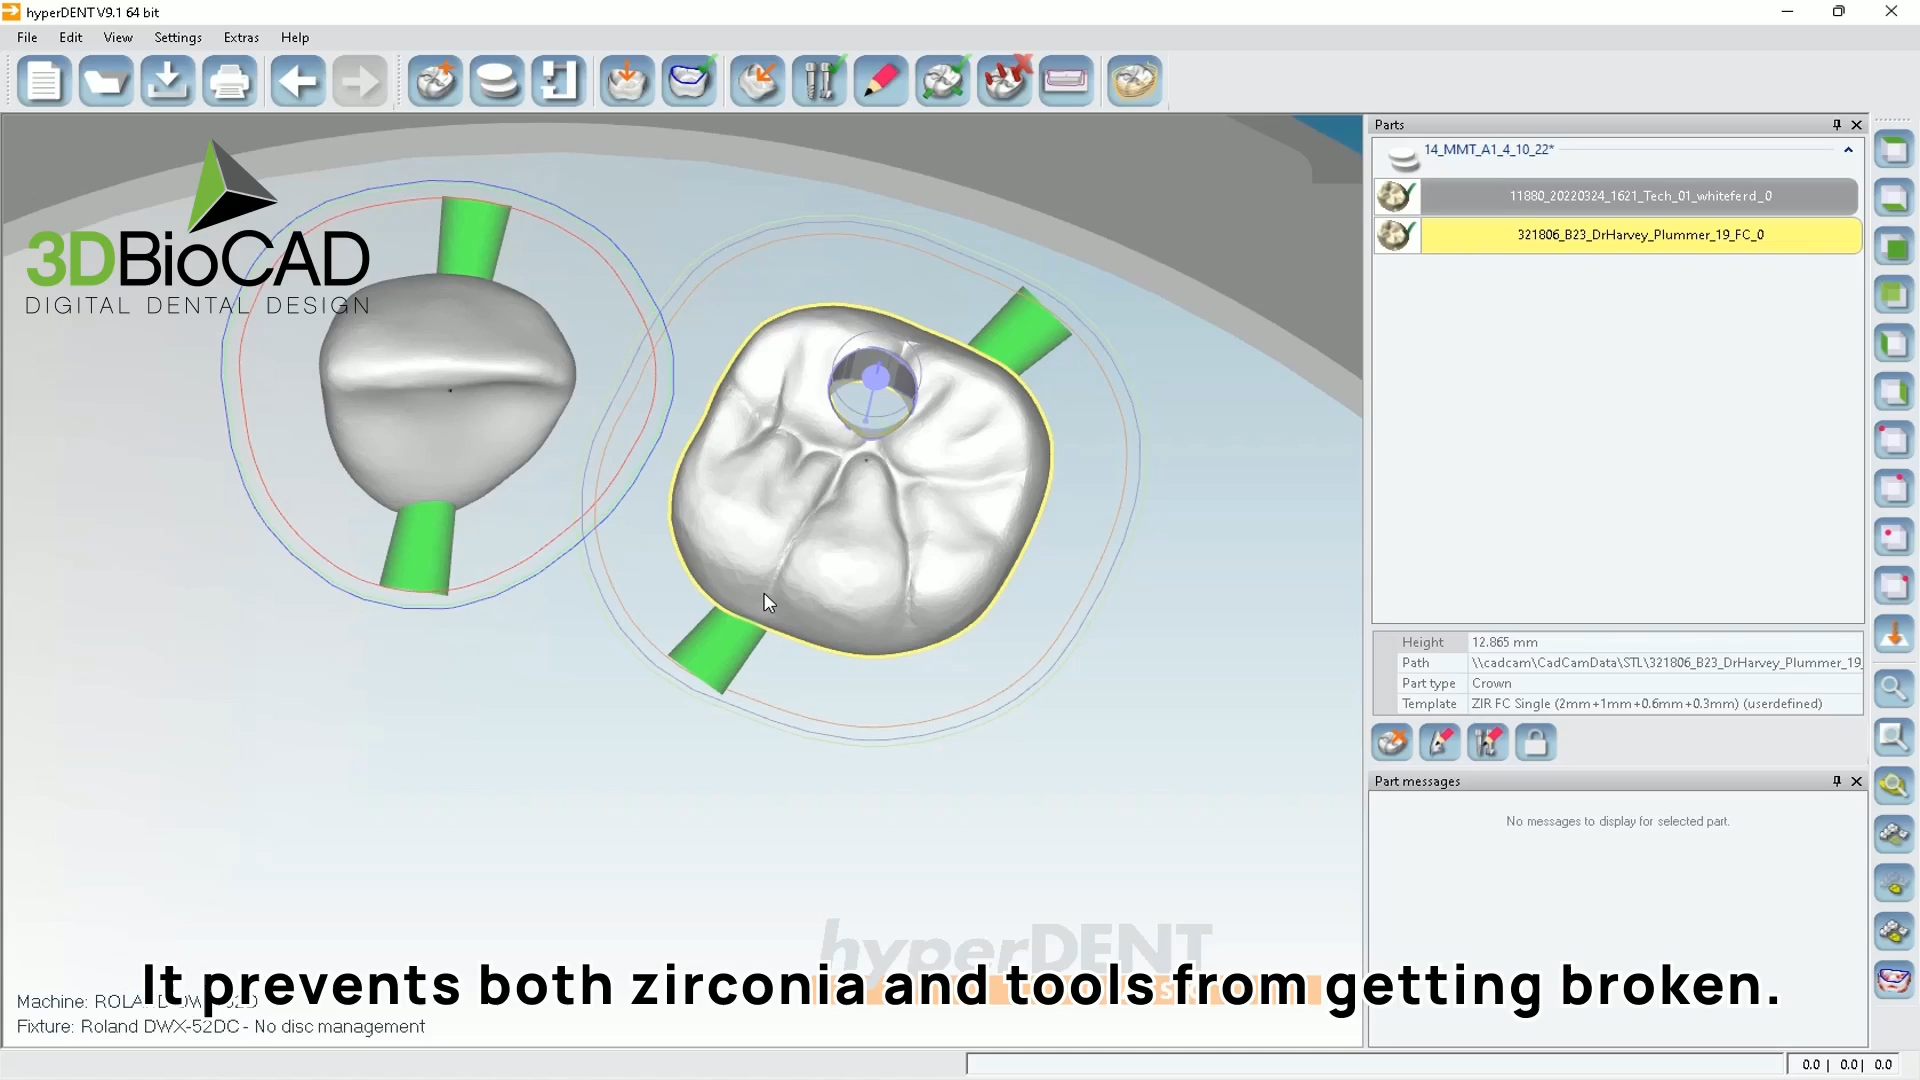 hyperDENT V9.1 64 bit
File Edit View Settings Extras Help
3DBioCAD
DIGITAL DENTAL DESIGN
Parts
14_MMT_A1_4_10_22*
11880_20220324_1621_Tech_01_whiteferd_0
321806_B23_DrHarvey_Plummer_19_FC_0
Height 12.865 mm
Path \\cadcam\CadCamData\STL\321806_B23_DrHarvey_Plummer_19_
Part type Crown
Template ZIR FC Single (2mm+1mm+0.6mm+0.3mm) (userdefined)
Part messages
No messages to display for selected part.
hyperDENT
It prevents both zirconia and tools from getting broken.
Machine:
Fixture: Roland DWX-52DC - No disc management
0.0 | 0.0 | 0.0